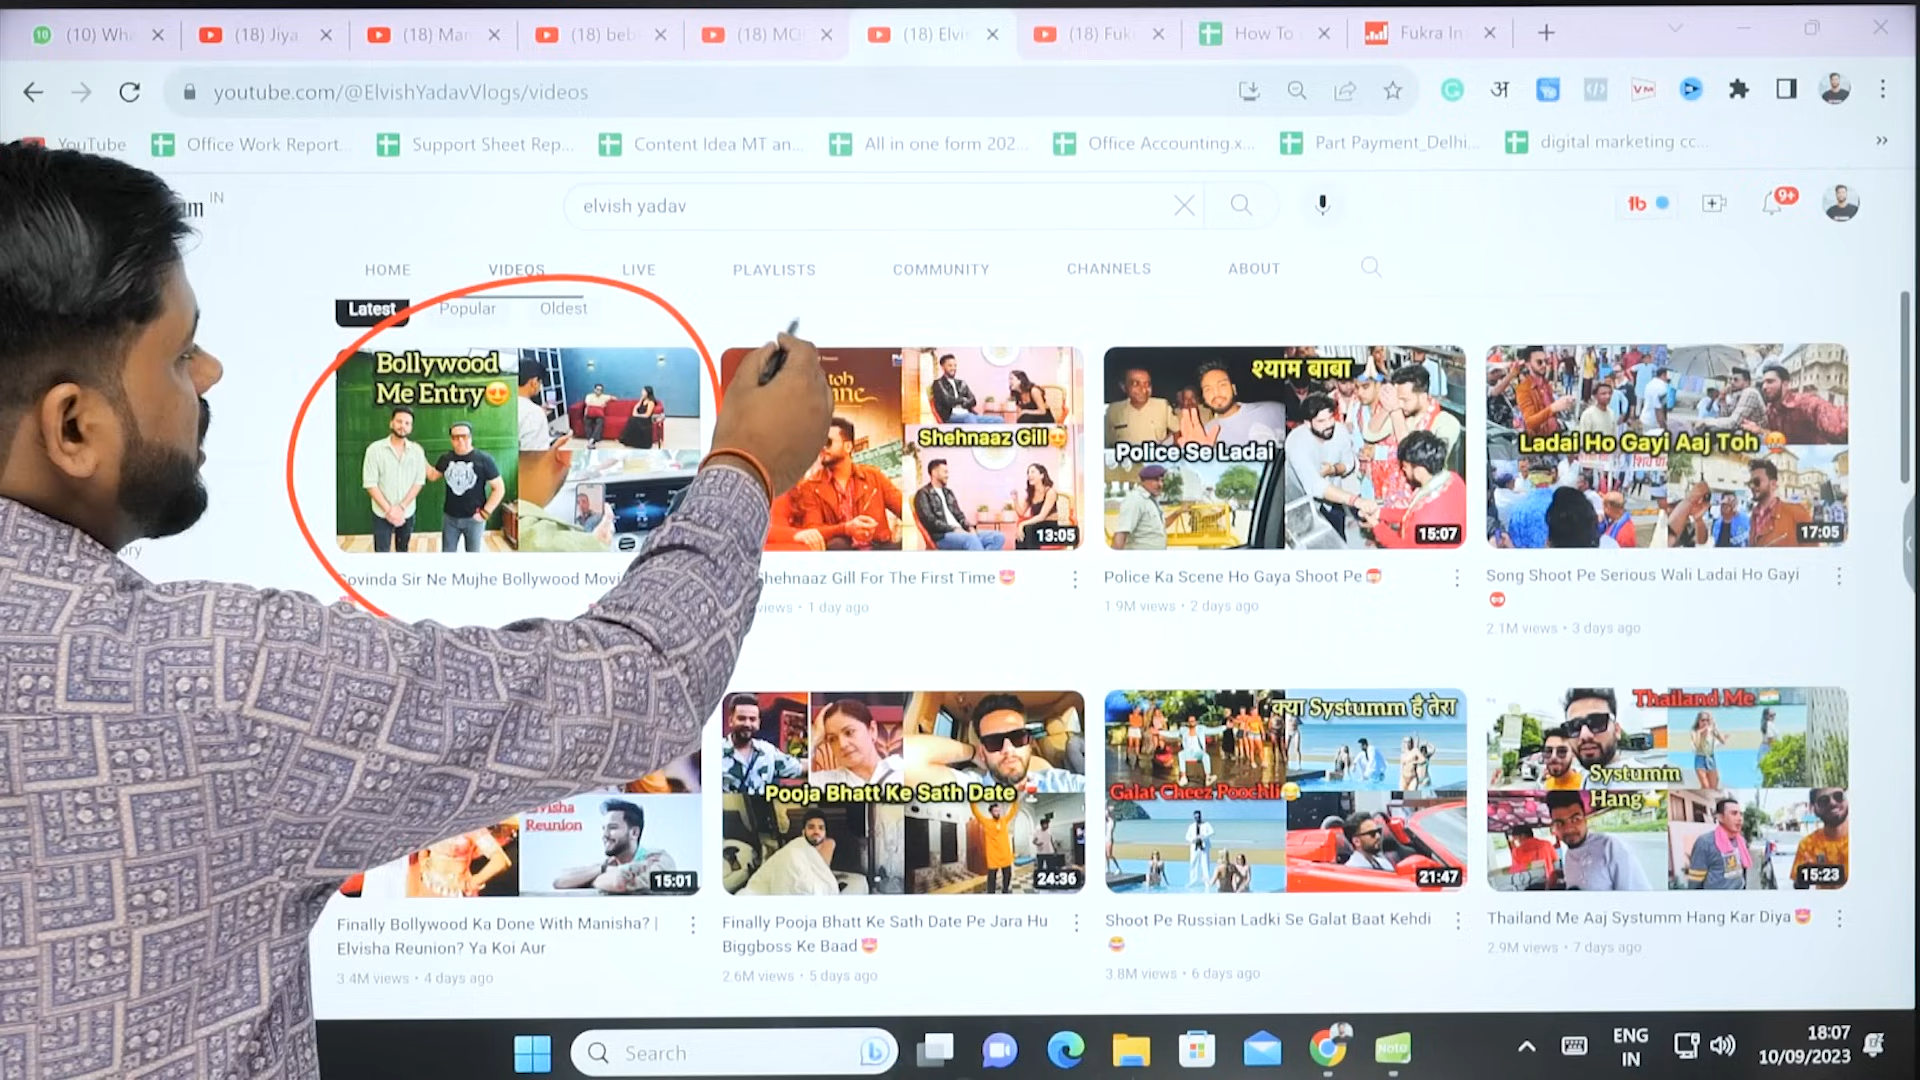 (10) Wh
(18) Jiya
(18) Mar
(18) beb
(18) MC
(18) Elvis
(18) Fuk
How To
Fukra In
youtube.com/@ElvishYadavVlogs/videos
YouTube
Office Work Report...
Support Sheet Rep...
Content Idea MT an...
All in one form 202...
Office Accounting.x...
Part Payment_Delhi...
digital marketing cc...
IN
elvish yadav
9+
HOME
VIDEOS
LIVE
PLAYLISTS
COMMUNITY
CHANNELS
ABOUT
Latest
Popular
Oldest
Bollywood
Me Entry😍
Shehnaaz Gill😍
13:05
श्याम बाबा
Police Se Ladai
15:07
Ladai Ho Gayi Aaj Toh 😡
17:05
Govinda Sir Ne Mujhe Bollywood Movi
Shehnaaz Gill For The First Time 😍
views • 1 day ago
Police Ka Scene Ho Gaya Shoot Pe
1.9M views • 2 days ago
Song Shoot Pe Serious Wali Ladai Ho Gayi
2.1M views • 3 days ago
Reunion
15:01
Pooja Bhatt Ke Sath Date
24:36
क्या Systumm है तेरा
Galat Cheez Poochli😂
21:47
Thailand Me 🇮🇳
Systumm
Hang
15:23
Finally Bollywood Ka Done With Manisha? |
Elvisha Reunion? Ya Koi Aur
3.4M views • 4 days ago
Finally Pooja Bhatt Ke Sath Date Pe Jara Hu
Biggboss Ke Baad 😍
2.6M views • 5 days ago
Shoot Pe Russian Ladki Se Galat Baat Kehdi
😂
3.8M views • 6 days ago
Thailand Me Aaj Systumm Hang Kar Diya 😍
2.9M views • 7 days ago
Search
Note
ENG
IN
18:07
10/09/2023